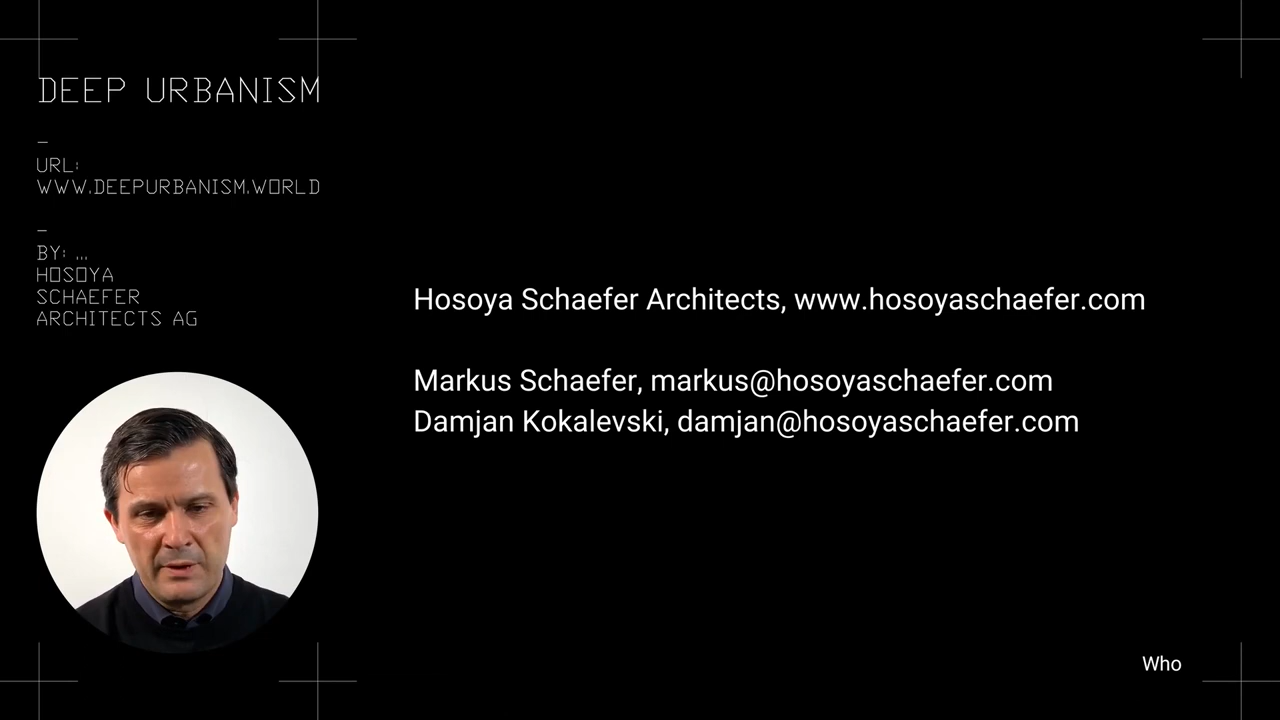 DEEP URBANISM
–
URL:
WWW.DEEPURBANISM.WORLD
–
BY: ...
HOSOYA
SCHAEFER
ARCHITECTS AG
Hosoya Schaefer Architects, www.hosoyaschaefer.com
Markus Schaefer, markus@hosoyaschaefer.com
Damjan Kokalevski, damjan@hosoyaschaefer.com
Who